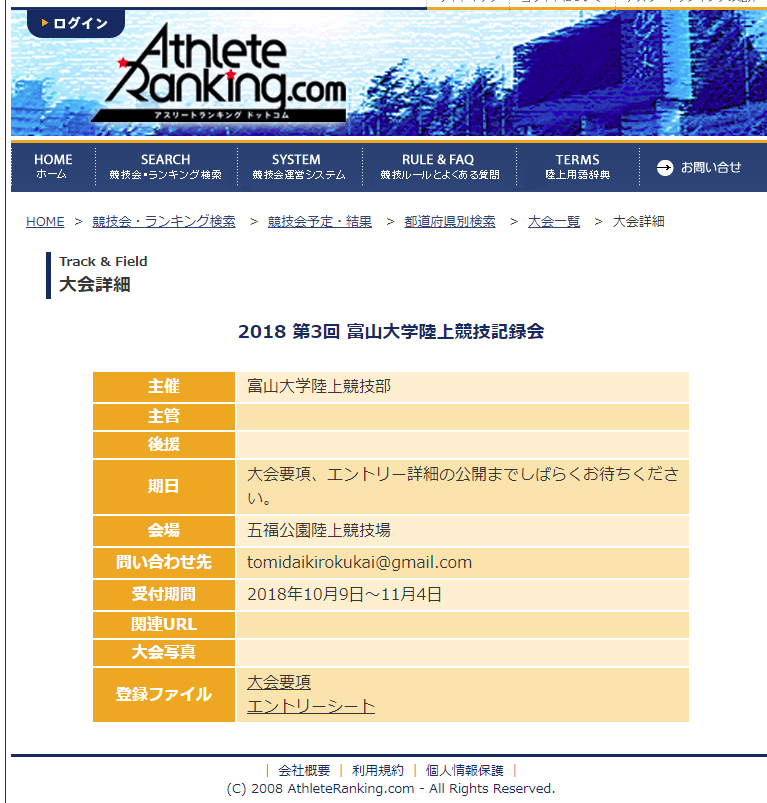 ログイン
Athlete
Ranking.com
アスリートランキング ドットコム
HOME
ホーム
SEARCH
競技会・ランキング検索
SYSTEM
競技会運営システム
RULE & FAQ
競技ルールとよくある質問
TERMS
陸上用語辞典
お問い合せ
HOME > 競技会・ランキング検索 > 競技会予定・結果 > 都道府県別検索 > 大会一覧 > 大会詳細
Track & Field
大会詳細
2018 第3回 富山大学陸上競技記録会
主催 富山大学陸上競技部
主管
後援
期日 大会要項、エントリー詳細の公開までしばらくお待ちくださ
い。
会場 五福公園陸上競技場
問い合わせ先 tomidaikirokukai@gmail.com
受付期間 2018年10月9日～11月4日
関連URL
大会写真
登録ファイル 大会要項
エントリーシート
| 会社概要 | 利用規約 | 個人情報保護 |
(C) 2008 AthleteRanking.com - All Rights Reserved.